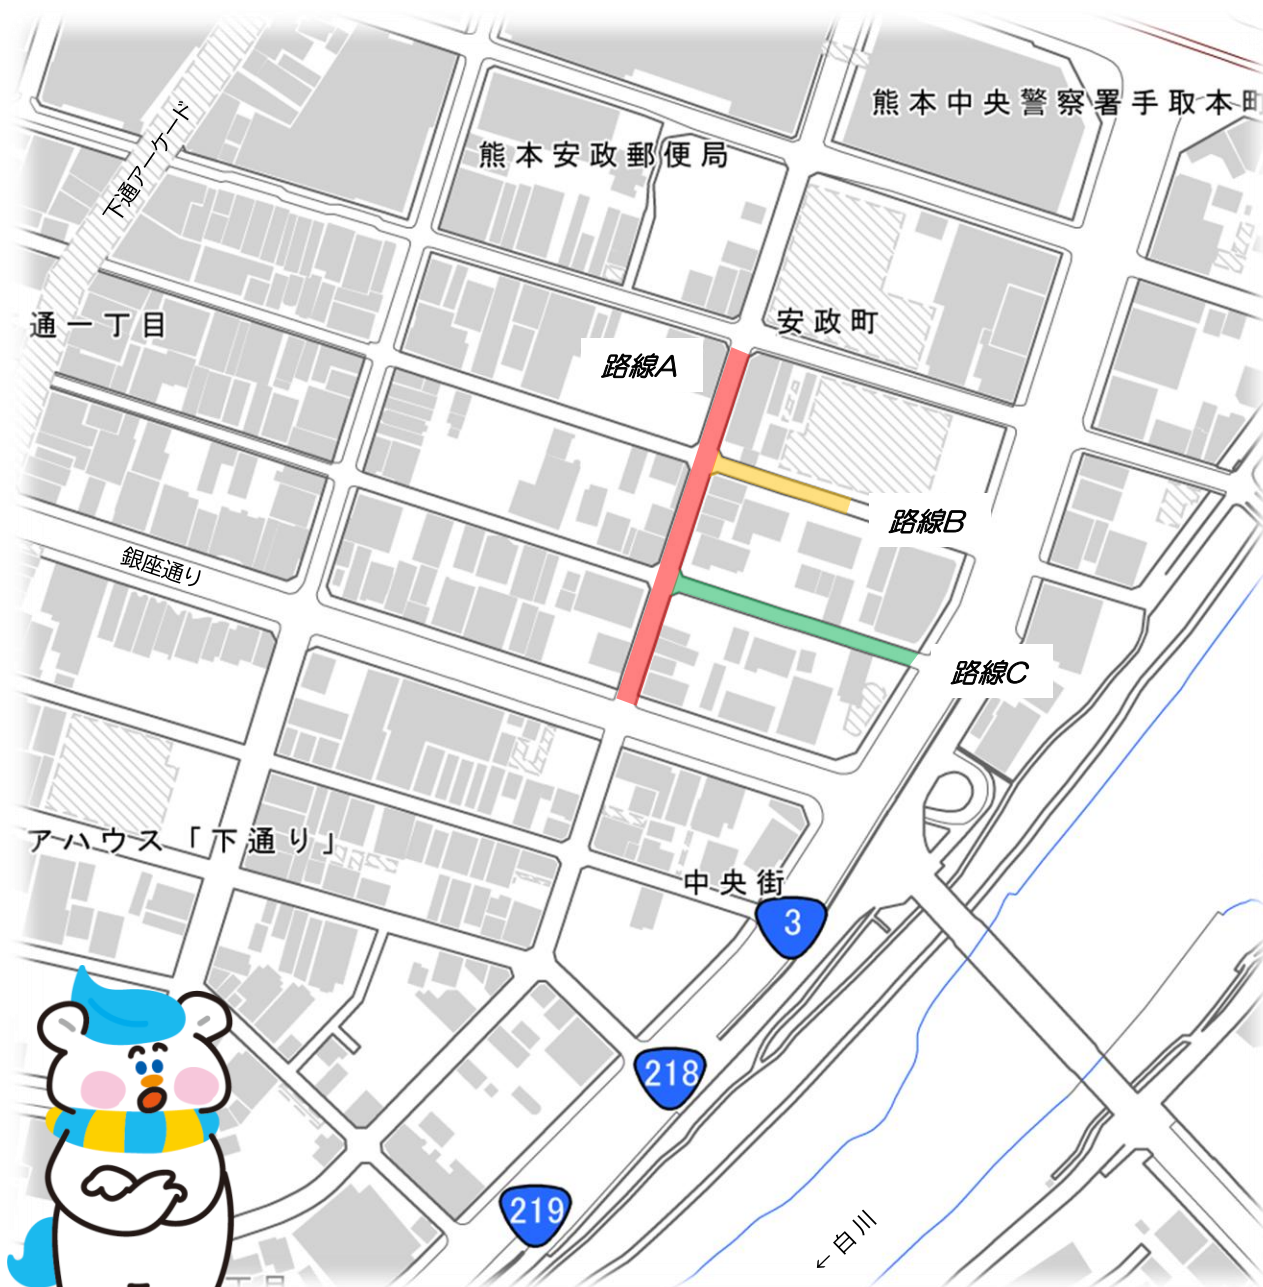 熊本中央警察署手取本町
下通アーケード
熊本安政郵便局
通一丁目
安政町
路線A
路線B
銀座通り
路線C
アハウス「下通り」
中央街
3
218
219
←白川